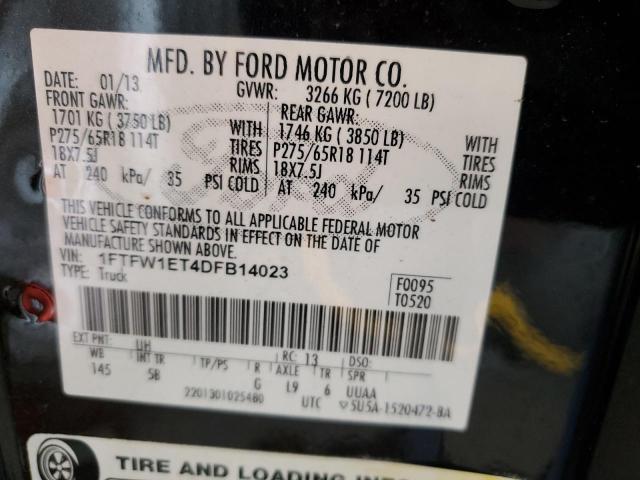 MFD. BY FORD MOTOR CO.
DATE: 01/13 GVWR: 3266 KG ( 7200 LB)
FRONT GAWR: REAR GAWR:
1701 KG ( 3750 LB) WITH 1746 KG ( 3850 LB) WITH
P275/65R18 114T TIRES P275/65R18 114T TIRES
18X7.5J RIMS 18X7.5J RIMS
AT 240 kPa/ 35 PSI COLD AT 240 kPa/ 35 PSI COLD
THIS VEHICLE CONFORMS TO ALL APPLICABLE FEDERAL MOTOR
VEHICLE SAFETY STANDARDS IN EFFECT ON THE DATE OF
MANUFACTURE SHOWN ABOVE.
VIN: 1FTFW1ET4DFB14023 F0095
TYPE: Truck T0520
EXT PNT: UH RC: 13 DSO:
WB INT TR TP/PS R AXLE TR SPR
145 5B G L9 6 UUAA
2201301025480 UTC 5U5A-1520472-BA
TIRE AND LOADING